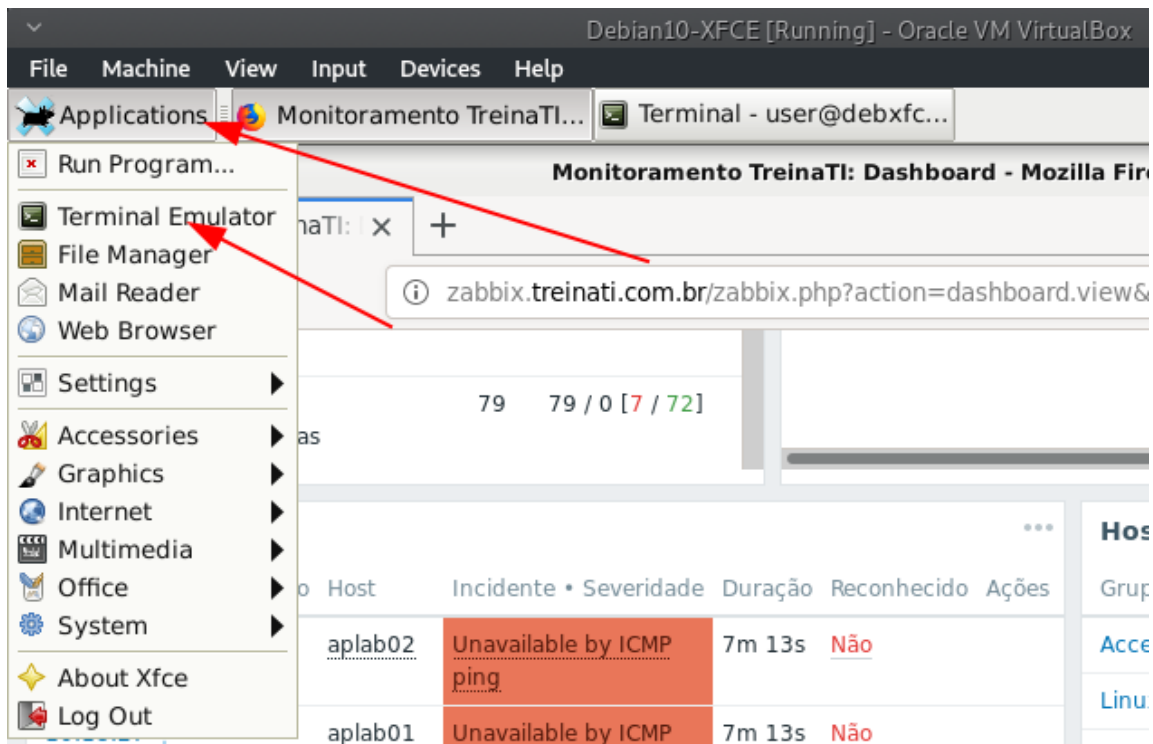 Debian10-XFCE [Running] - Oracle VM VirtualBox
File Machine View Input Devices Help
Applications Monitoramento TreinaTI... Terminal - user@debxfc...
Run Program...
Monitoramento TreinaTI: Dashboard - Mozilla Fire
Terminal Emulator
naTI:
File Manager
Mail Reader
zabbix.treinati.com.br/zabbix.php?action=dashboard.view&
Web Browser
Settings
79 79 / 0 [7 / 72]
Accessories
as
Graphics
Internet
Multimedia
Hos
Office
o Host Incidente • Severidade Duração Reconhecido Ações
Grup
System
aplab02 Unavailable by ICMP ping 7m 13s Não
Acce
About Xfce
Linu
Log Out
aplab01 Unavailable by ICMP 7m 13s Não